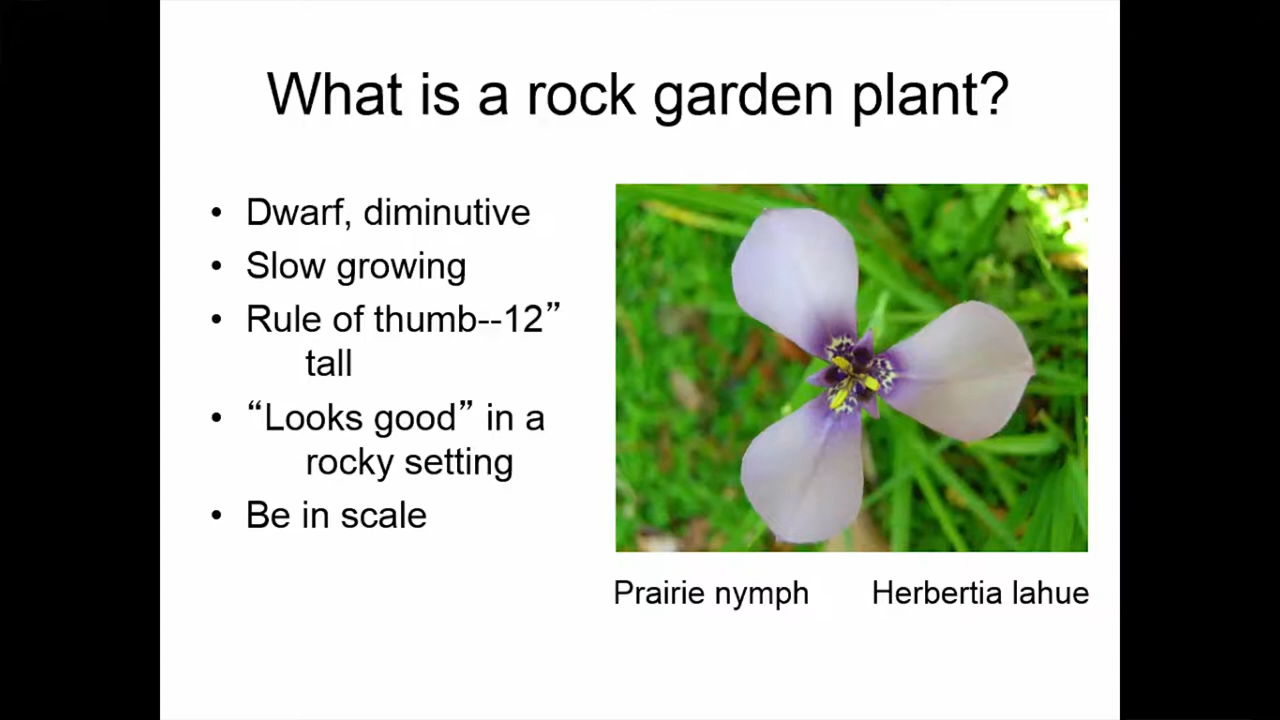 What is a rock garden plant?
• Dwarf, diminutive
• Slow growing
• Rule of thumb--12”
tall
• “Looks good” in a
rocky setting
• Be in scale
Prairie nymph Herbertia lahue